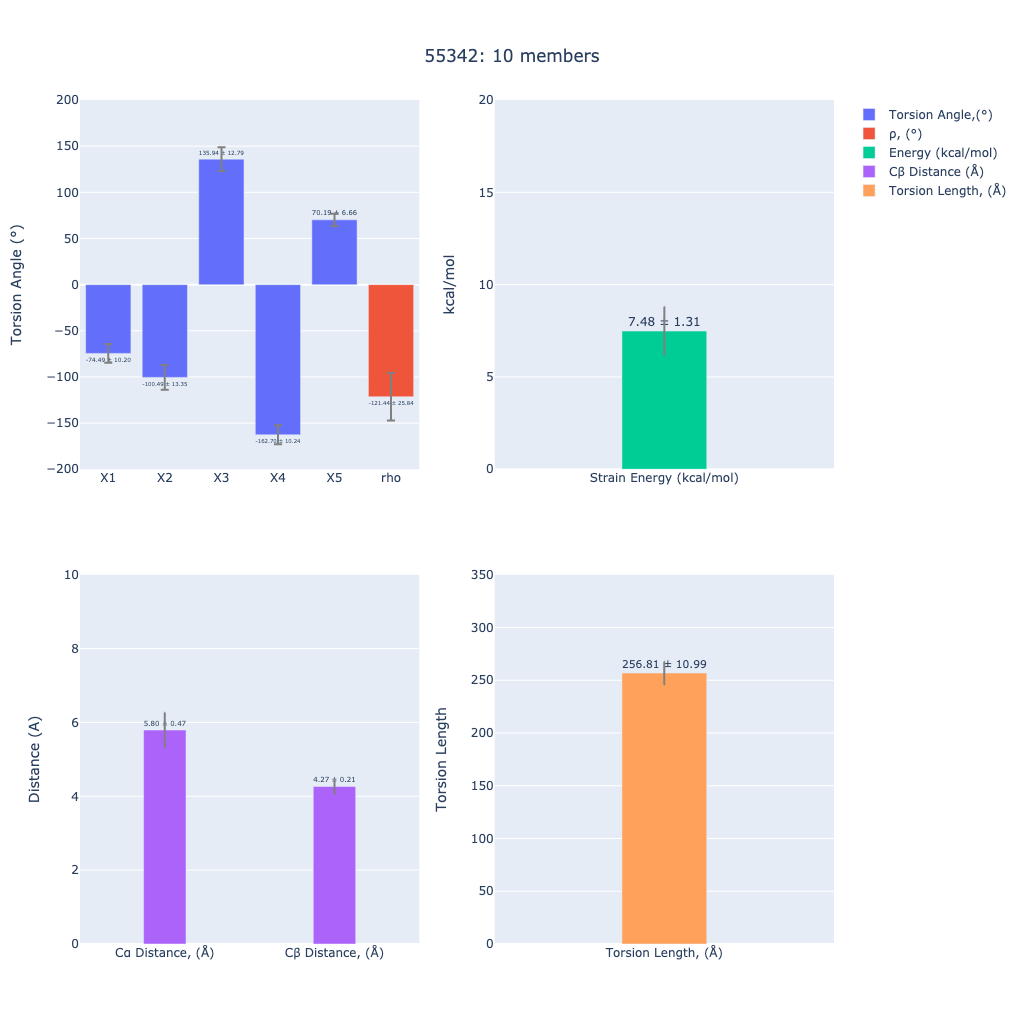 55342: 10 members
Torsion Angle (°)
200
150
100
50
0
−50
−100
−150
−200
135.94 ± 12.79
70.19 ± 6.66
-74.49 ± 10.20
-100.49 ± 13.35
-121.44 ± 25.84
-162.70 ± 10.24
X1 X2 X3 X4 X5 rho
kcal/mol
20
15
10
5
0
7.48 ± 1.31
Strain Energy (kcal/mol)
Torsion Angle,(°)
ρ, (°)
Energy (kcal/mol)
Cβ Distance (Å)
Torsion Length, (Å)
Distance (A)
10
8
6
4
2
0
5.80 ± 0.47
4.27 ± 0.21
Cα Distance, (Å) Cβ Distance, (Å)
Torsion Length
350
300
250
200
150
100
50
0
256.81 ± 10.99
Torsion Length, (Å)